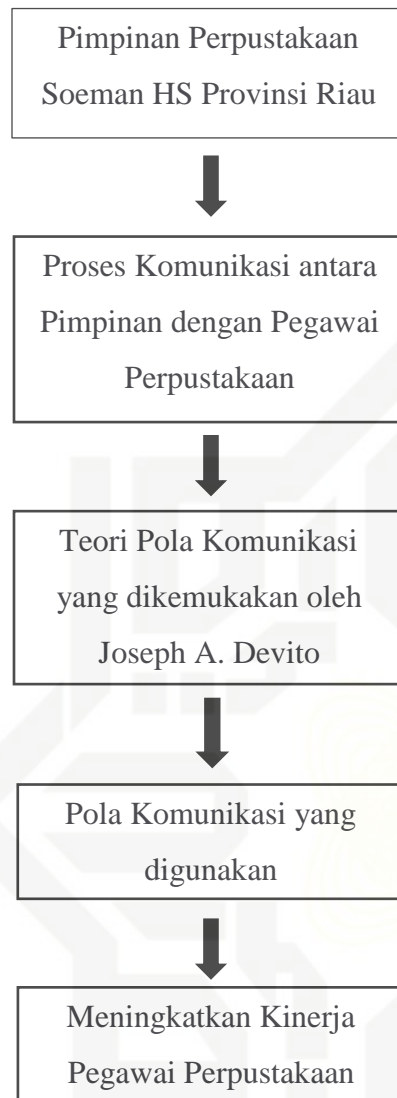 Pimpinan Perpustakaan
Soeman HS Provinsi Riau
Proses Komunikasi antara
Pimpinan dengan Pegawai
Perpustakaan
Teori Pola Komunikasi
yang dikemukakan oleh
Joseph A. Devito
Pola Komunikasi yang
digunakan
Meningkatkan Kinerja
Pegawai Perpustakaan